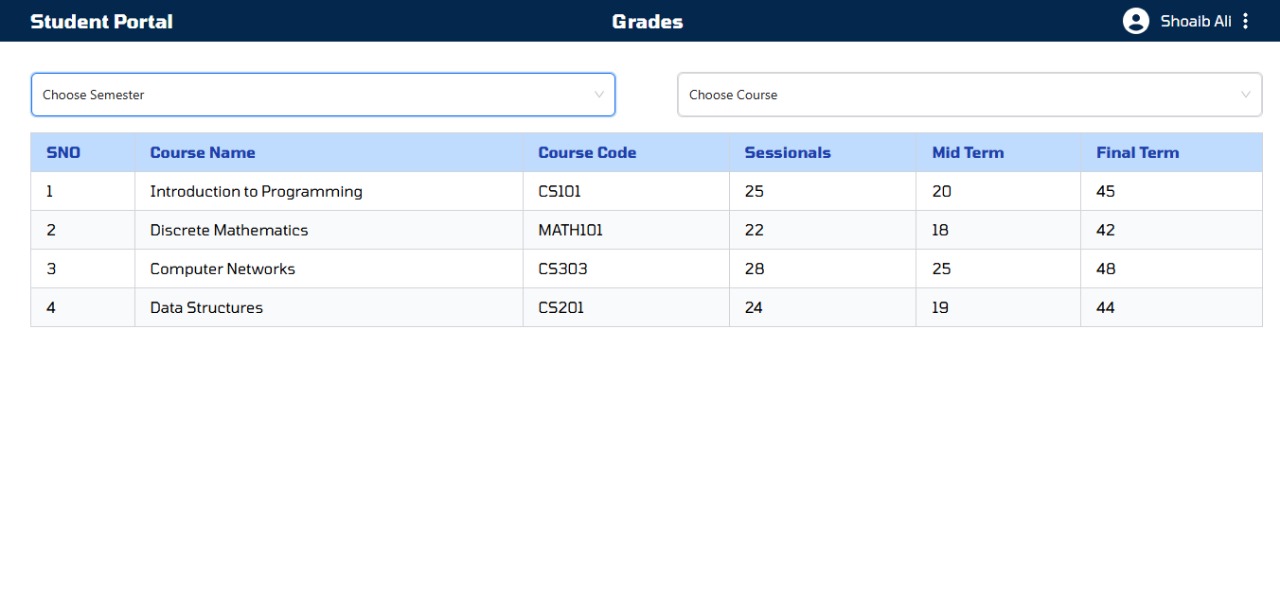 Student Portal Grades Shoaib Ali
Choose Semester Choose Course
SNO Course Name Course Code Sessionals Mid Term Final Term
1 Introduction to Programming CS101 25 20 45
2 Discrete Mathematics MATH101 22 18 42
3 Computer Networks CS303 28 25 48
4 Data Structures CS201 24 19 44